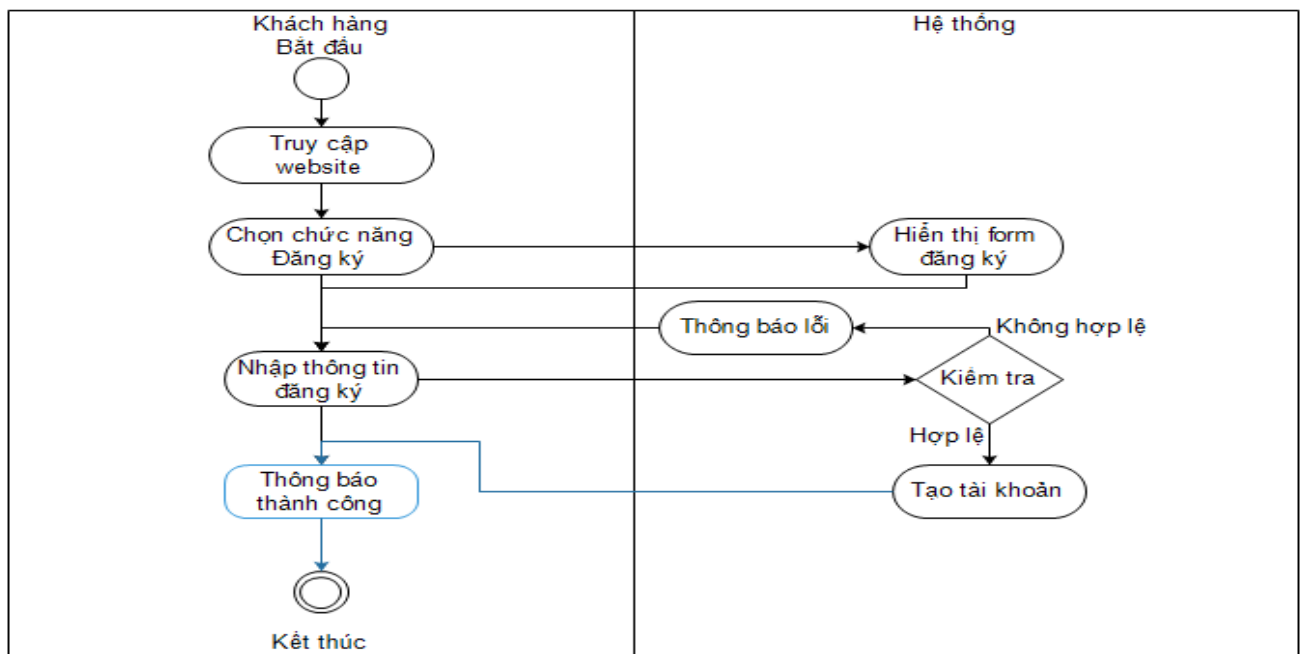 Khách hàng
Bắt đầu
Hệ thống
Truy cập
website
Chọn chức năng
Đăng ký
Hiển thị form
đăng ký
Thông báo lỗi
Không hợp lệ
Nhập thông tin
đăng ký
Kiểm tra
Hợp lệ
Thông báo
thành công
Tạo tài khoản
Kết thúc